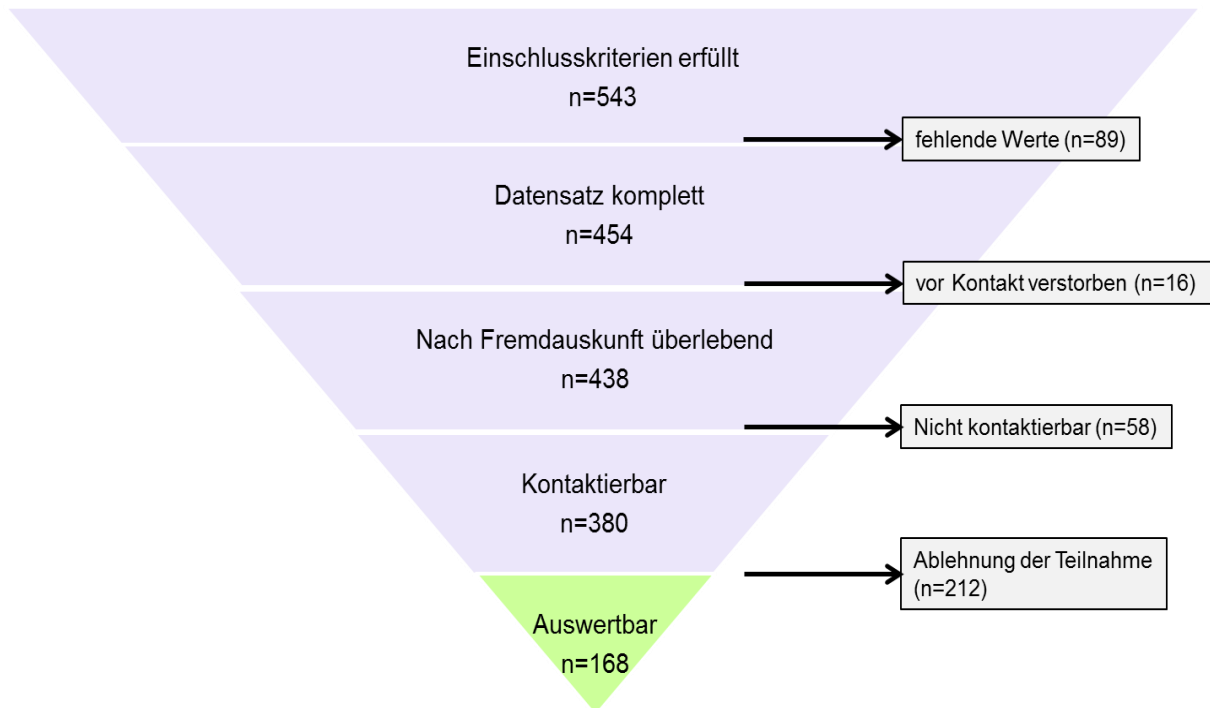 Einschlusskriterien erfüllt
n=543
fehlende Werte (n=89)
Datensatz komplett
n=454
vor Kontakt verstorben (n=16)
Nach Fremdauskunft überlebend
n=438
Nicht kontaktierbar (n=58)
Kontaktierbar
n=380
Ablehnung der Teilnahme
(n=212)
Auswertbar
n=168